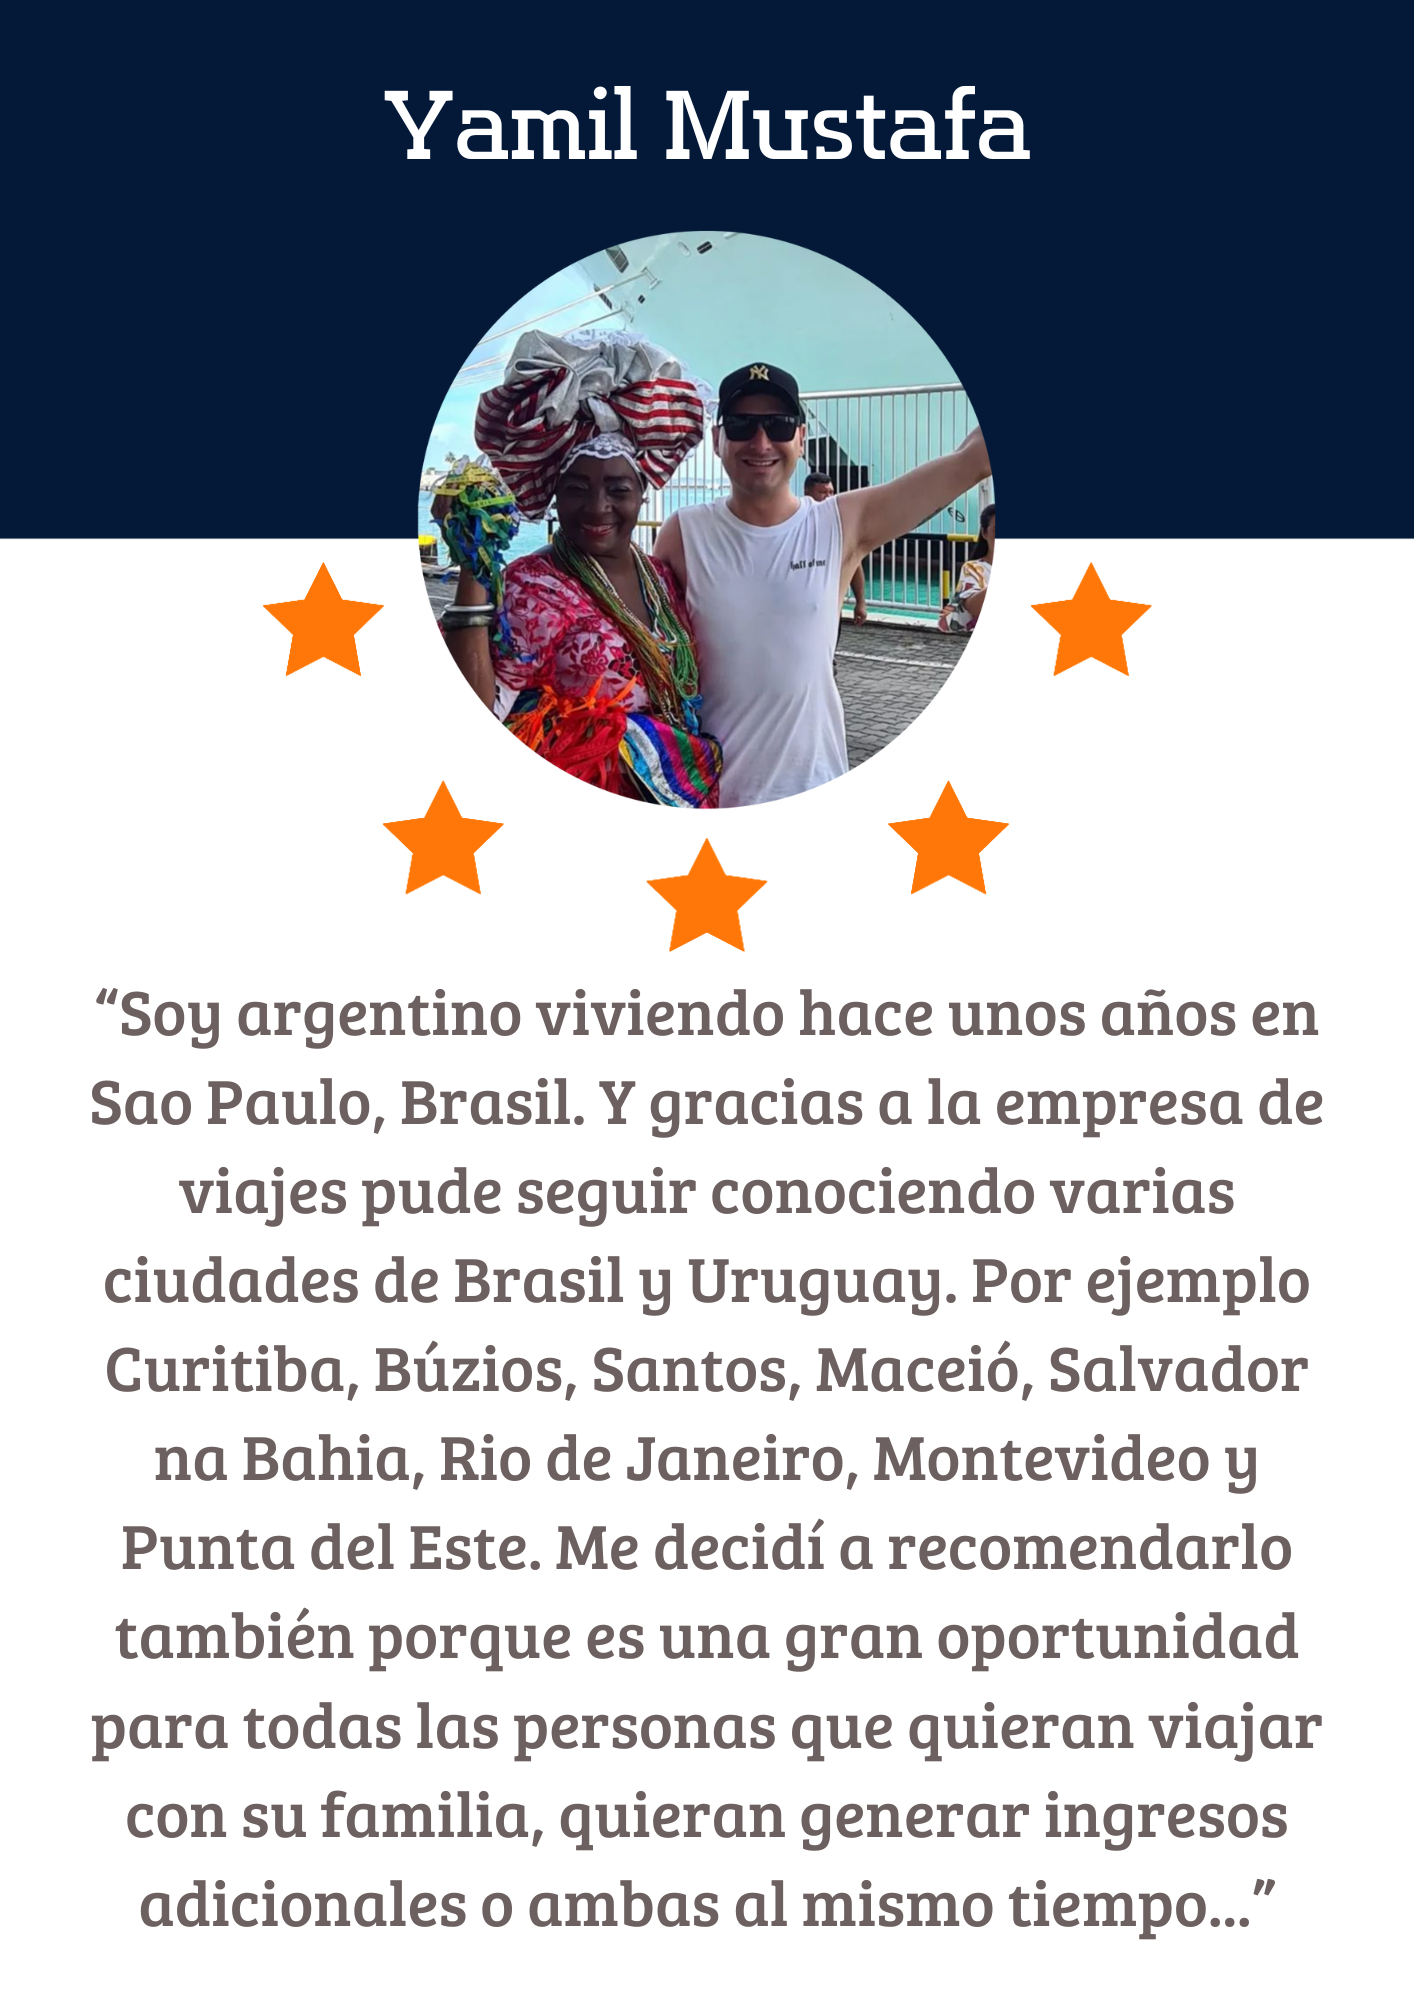 Yamil Mustafa
NY
“Soy argentino viviendo hace unos años en
Sao Paulo, Brasil. Y gracias a la empresa de
viajes pude seguir conociendo varias
ciudades de Brasil y Uruguay. Por ejemplo
Curitiba, Búzios, Santos, Maceió, Salvador
na Bahia, Rio de Janeiro, Montevideo y
Punta del Este. Me decidí a recomendarlo
también porque es una gran oportunidad
para todas las personas que quieran viajar
con su familia, quieran generar ingresos
adicionales o ambas al mismo tiempo...”